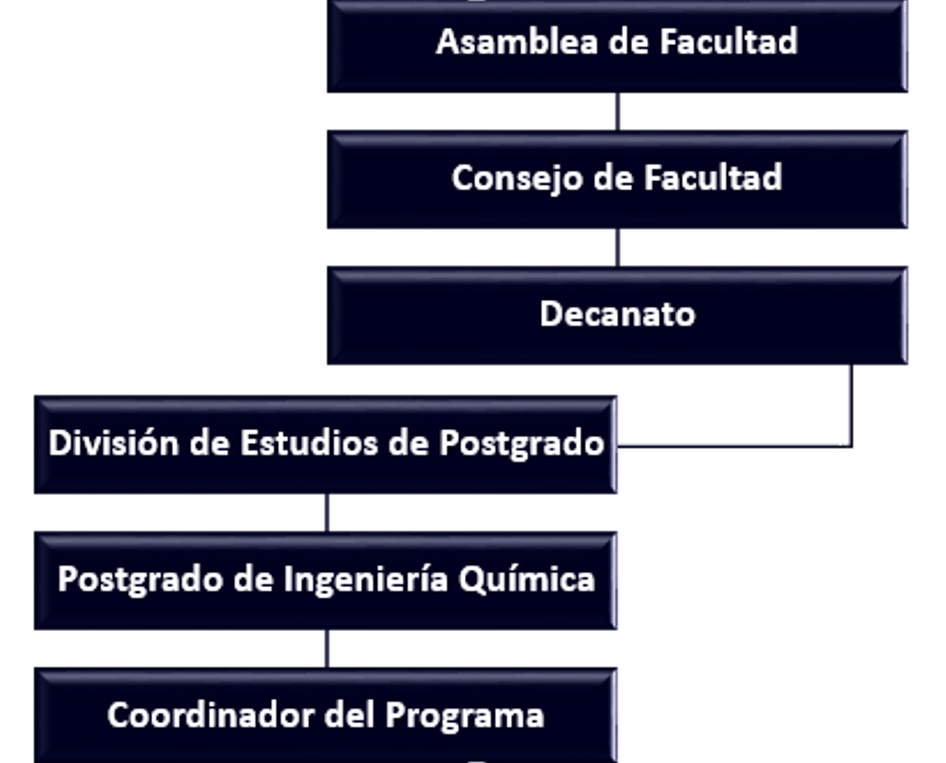 Asamblea de Facultad
Consejo de Facultad
Decanato
División de Estudios de Postgrado
Postgrado de Ingeniería Química
Coordinador del Programa